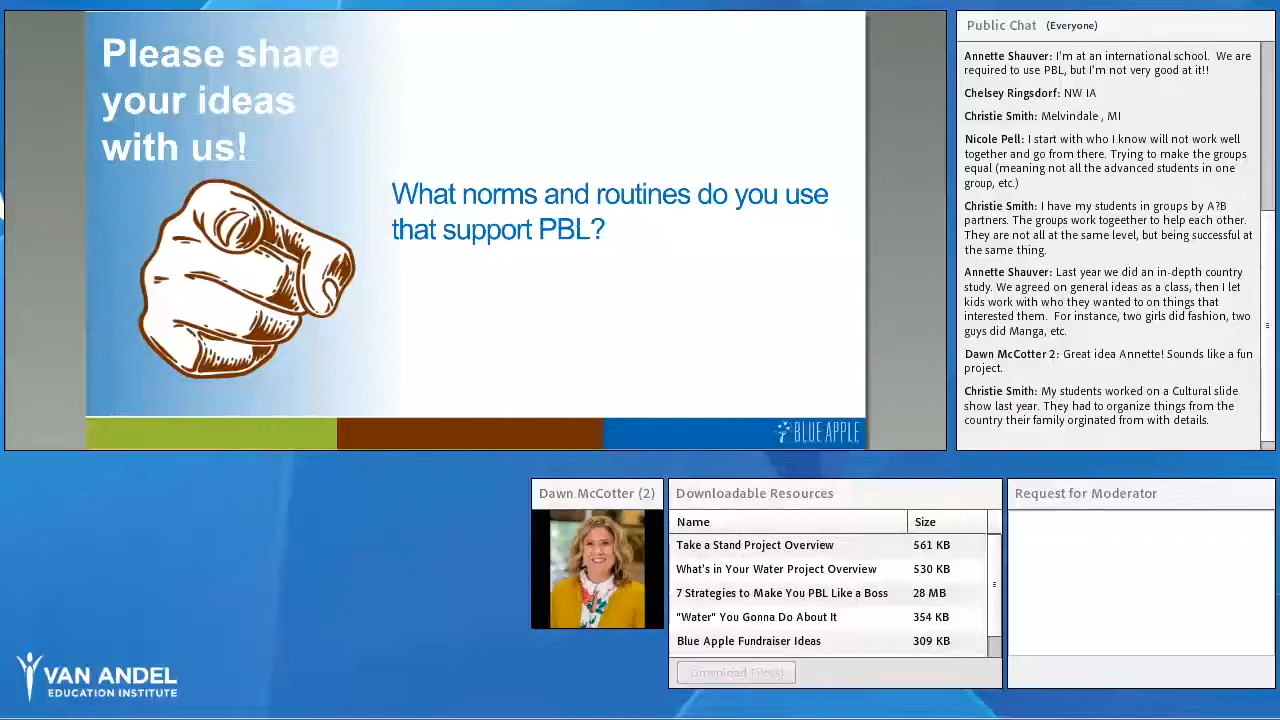 Please share
your ideas
with us!
What norms and routines do you use
that support PBL?
BLUE APPLE
Public Chat (Everyone)
Annette Shauver: I'm at an international school. We are
required to use PBL, but I'm not very good at it!!
Chelsey Ringsdorf: NW IA
Christie Smith: Melvindale , MI
Nicole Pell: I start with who I know will not work well
together and go from there. Trying to make the groups
equal (meaning not all the advanced students in one
group, etc.)
Christie Smith: I have my students in groups by A?B
partners. The groups work togeether to help each other.
They are not all at the same level, but being successful at
the same thing.
Annette Shauver: Last year we did an in-depth country
study. We agreed on general ideas as a class, then I let
kids work with who they wanted to on things that
interested them. For instance, two girls did fashion, two
guys did Manga, etc.
Dawn McCotter 2: Great idea Annette! Sounds like a fun
project.
Christie Smith: My students worked on a Cultural slide
show last year. They had to organize things from the
country their family orginated from with details.
Dawn McCotter (2)
Downloadable Resources
Name Size
Take a Stand Project Overview 561 KB
What's in Your Water Project Overview 530 KB
7 Strategies to Make You PBL Like a Boss 28 MB
"Water" You Gonna Do About It 354 KB
Blue Apple Fundraiser Ideas 309 KB
Download File(s)
Request for Moderator
VAN ANDEL
EDUCATION INSTITUTE